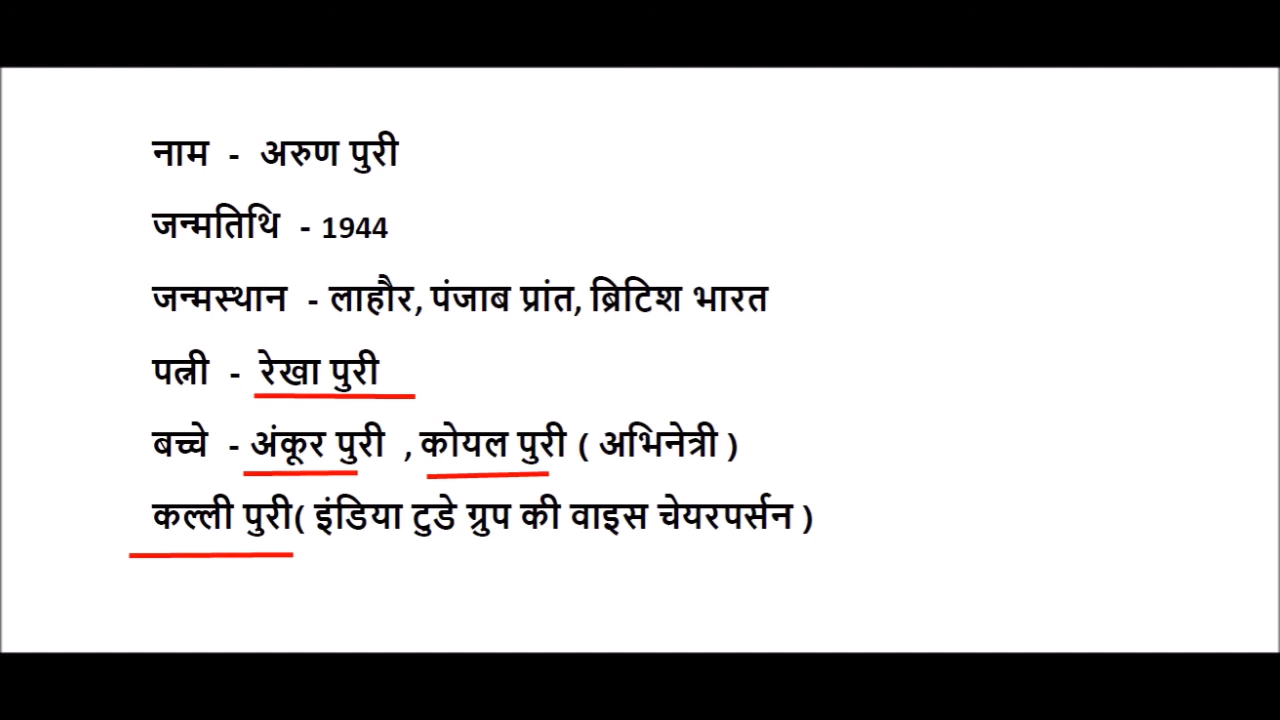 नाम - अरुण पुरी
जन्मतिथि - 1944
जन्मस्थान - लाहौर, पंजाब प्रांत, ब्रिटिश भारत
पत्नी - रेखा पुरी
बच्चे - अंकूर पुरी , कोयल पुरी ( अभिनेत्री )
कल्ली पुरी( इंडिया टुडे ग्रुप की वाइस चेयरपर्सन )